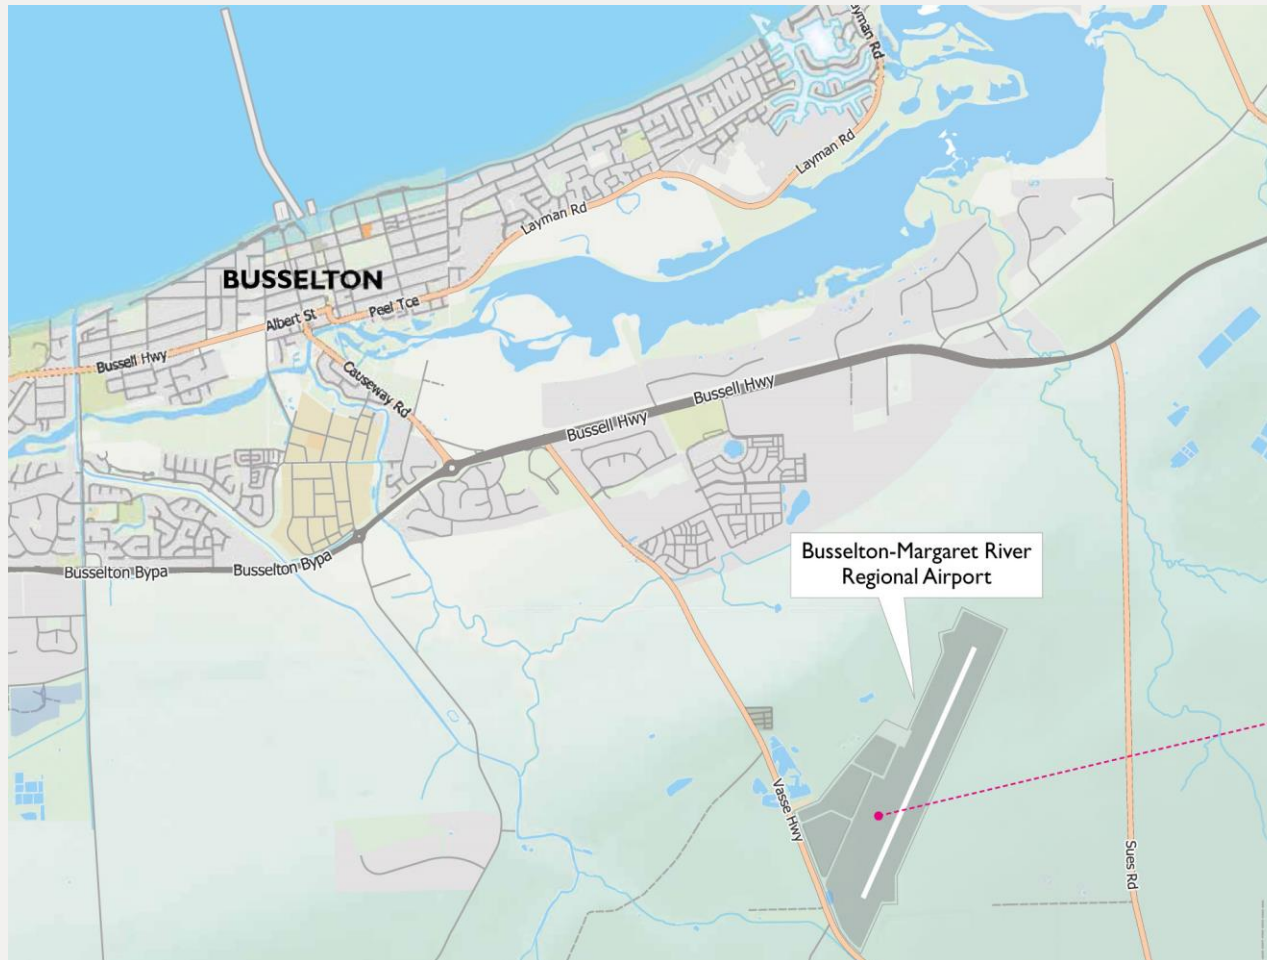 Layman Rd
Layman Rd
Layman Rd
BUSSELTON
Albert St
Peel Tce
Bussell Hwy
Causeway Rd
Bussell Hwy
Bussell Hwy
Busselton Bypa
Busselton Bypa
Busselton-Margaret River
Regional Airport
Vasse Hwy
Sues Rd